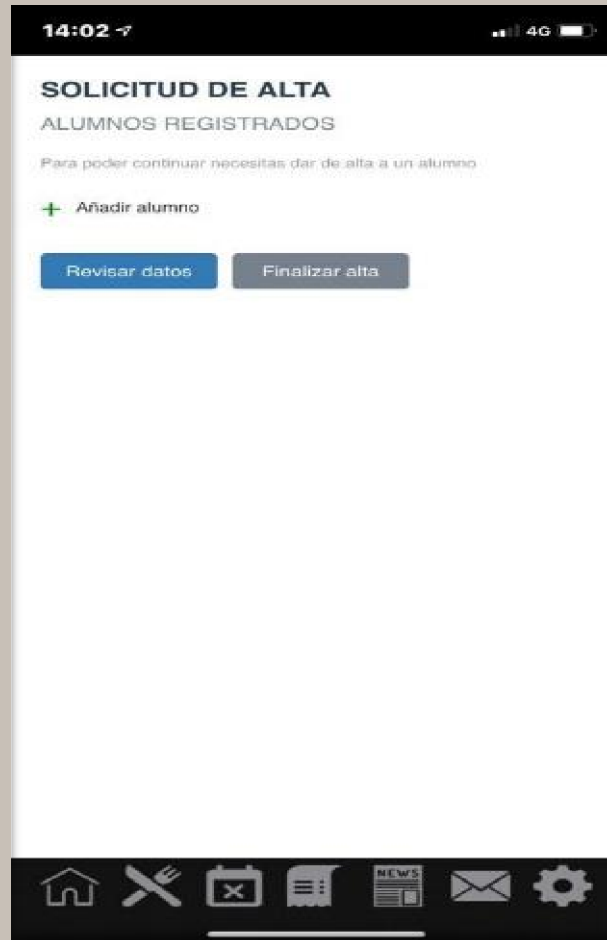 14:02
4G
SOLICITUD DE ALTA
ALUMNOS REGISTRADOS
Para poder continuar necesitas dar de alta a un alumno
+ Añadir alumno
Revisar datos
Finalizar alta
NEWS